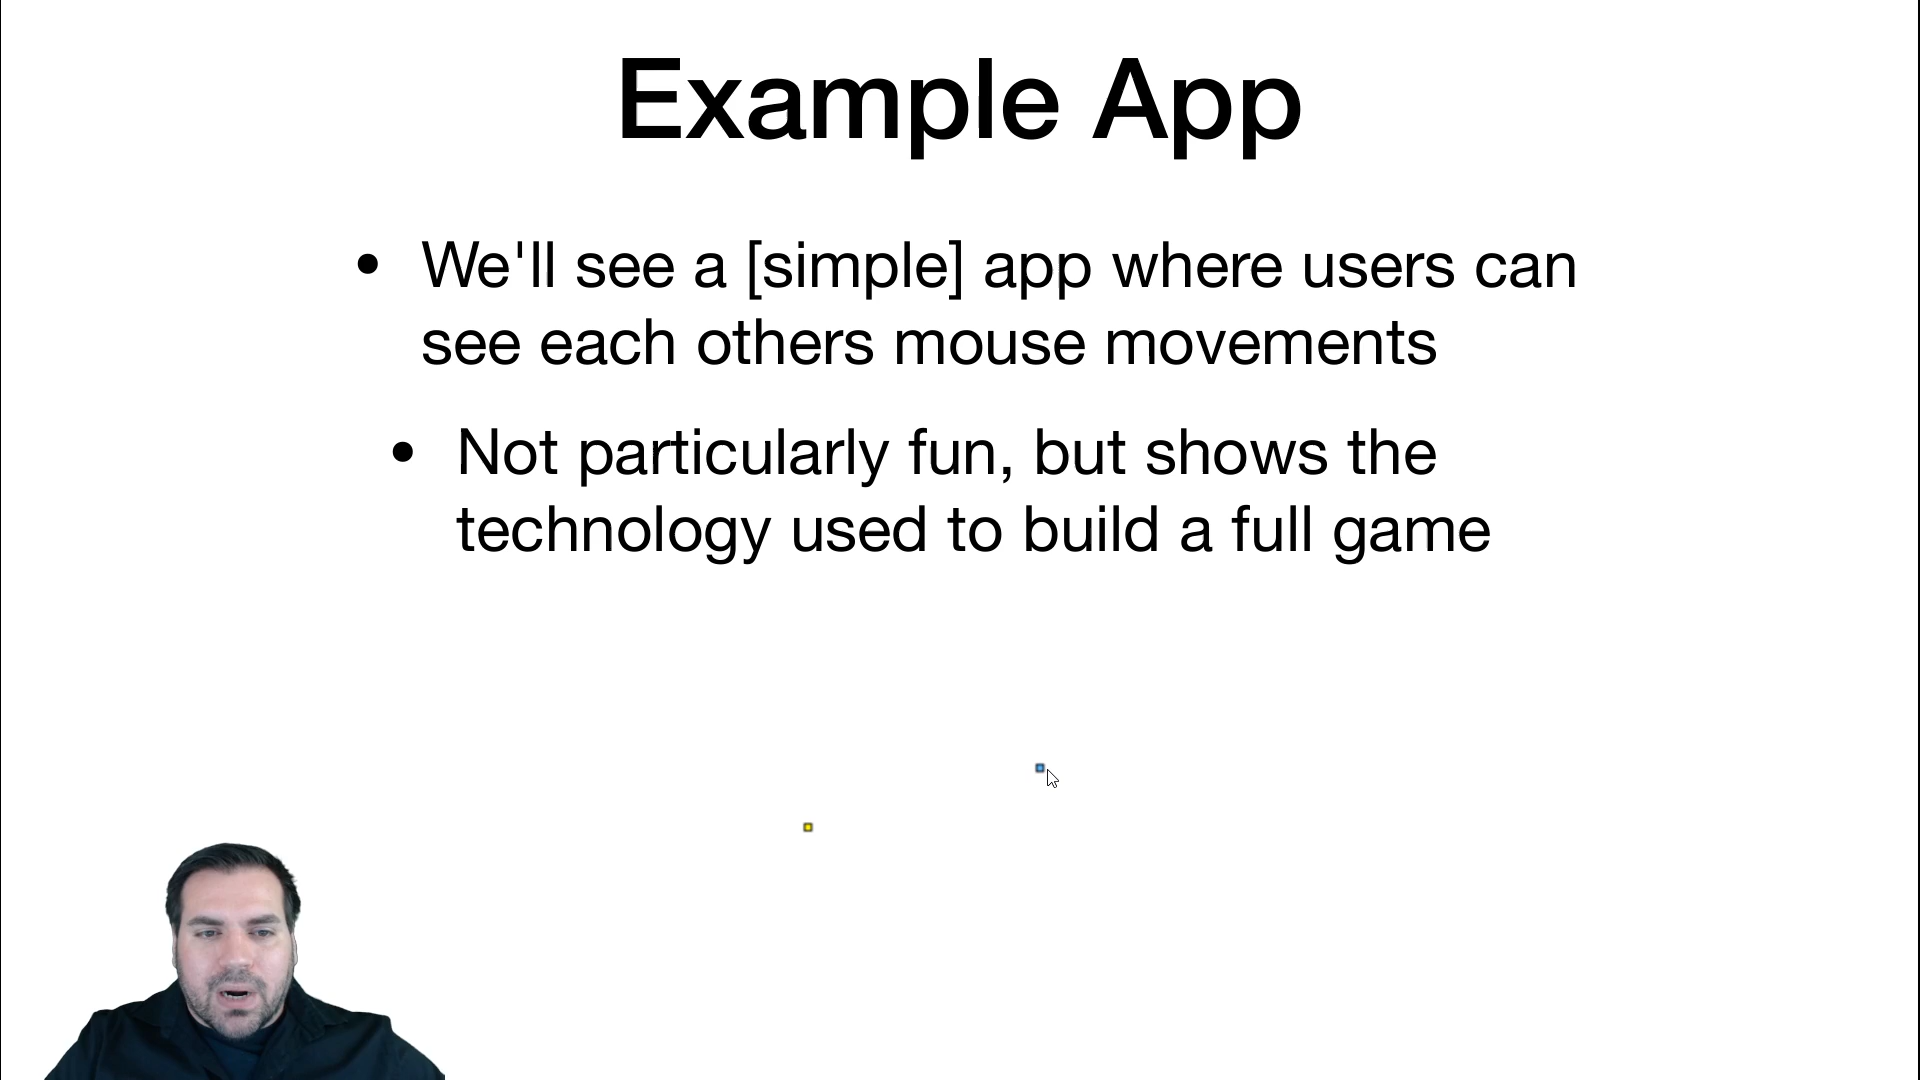 Example App
• We'll see a [simple] app where users can
see each others mouse movements
• Not particularly fun, but shows the
technology used to build a full game